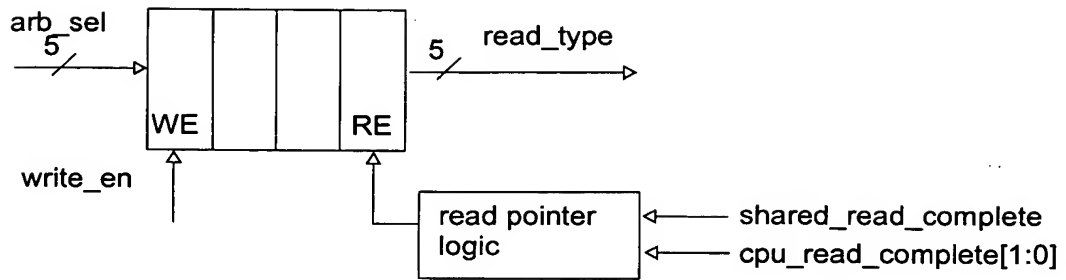 arb_sel
5
5
read_type
WE
RE
write_en
read pointer
logic
shared_read_complete
cpu_read_complete[1:0]